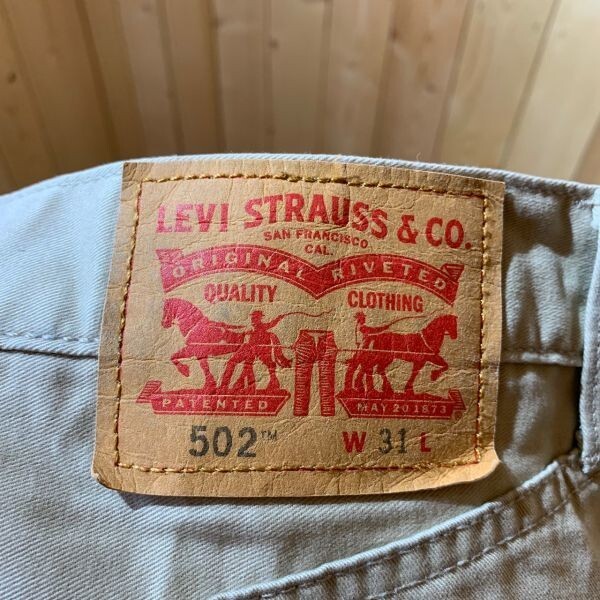 LEVI STRAUSS & CO.
SAN FRANCISCO
CAL.
ORIGINAL RIVETED
QUALITY CLOTHING
PATENTED MAY 20 1873
502™ W 31 L